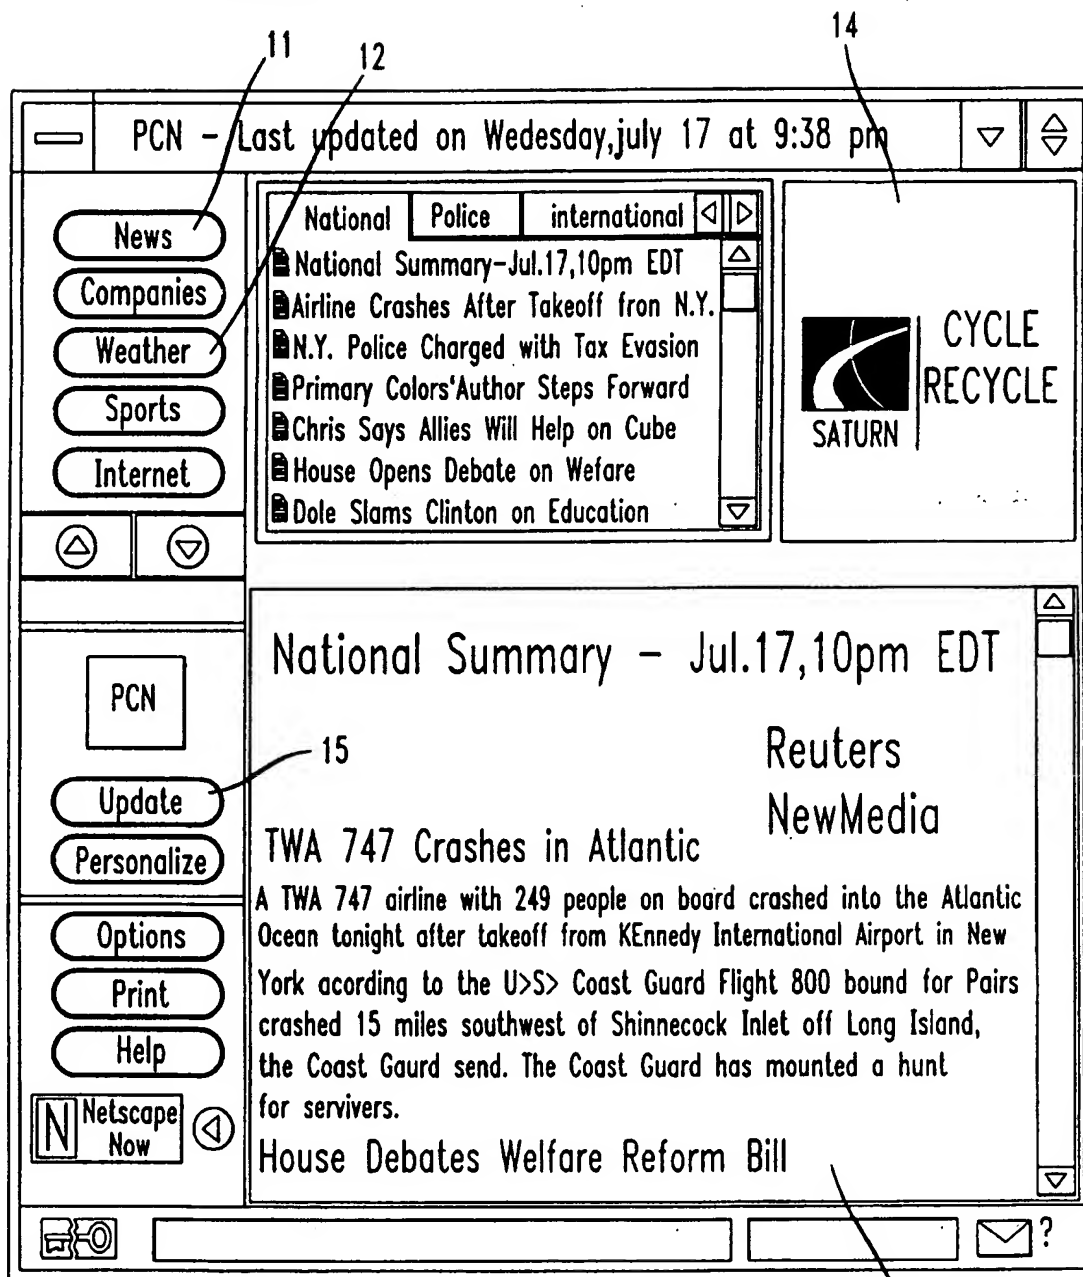 11
12
14
PCN - Last updated on Wedesday,july 17 at 9:38 pm
News
Companies
Weather
Sports
Internet
National Police international
National Summary-Jul.17,10pm EDT
Airline Crashes After Takeoff fron N.Y.
N.Y. Police Charged with Tax Evasion
Primary Colors'Author Steps Forward
Chris Says Allies Will Help on Cube
House Opens Debate on Wefare
Dole Slams Clinton on Education
CYCLE
RECYCLE
SATURN
PCN
15
Update
Personalize
Options
Print
Help
N Netscape
Now
National Summary - Jul.17,10pm EDT
Reuters
NewMedia
TWA 747 Crashes in Atlantic
A TWA 747 airline with 249 people on board crashed into the Atlantic
Ocean tonight after takeoff from KEnnedy International Airport in New
York acording to the U>S> Coast Guard Flight 800 bound for Pairs
crashed 15 miles southwest of Shinnecock Inlet off Long Island,
the Coast Gaurd send. The Coast Guard has mounted a hunt
for servivers.
House Debates Welfare Reform Bill
?